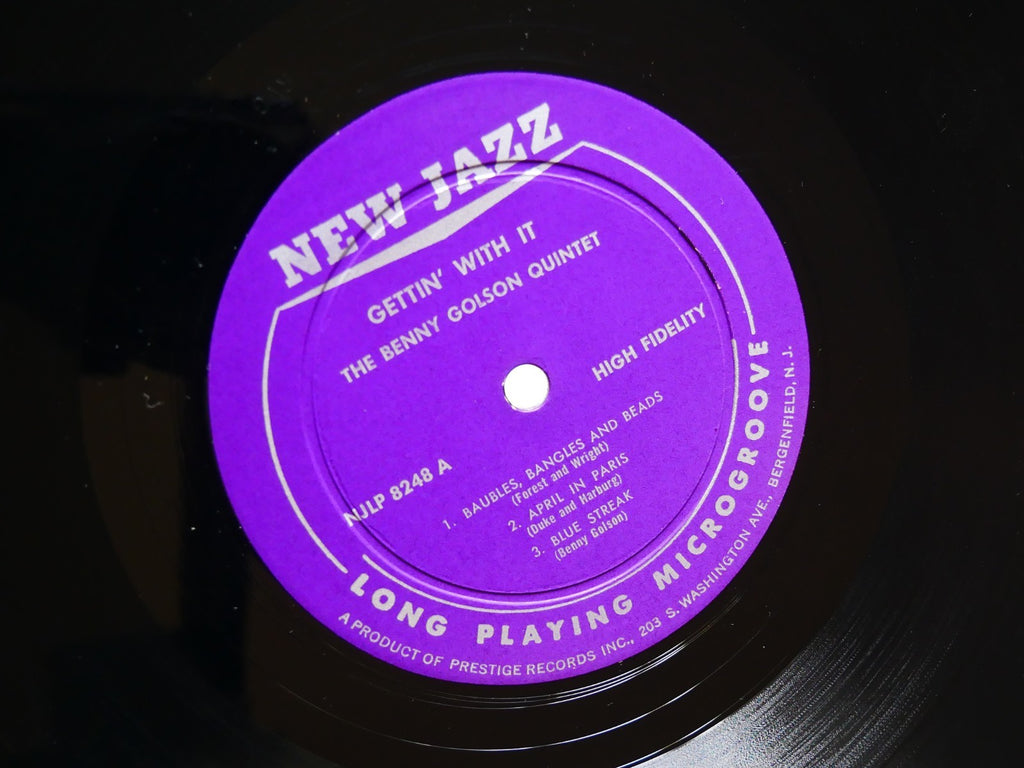 NEW JAZZ
GETTIN' WITH IT
THE BENNY GOLSON QUINTET
HIGH FIDELITY
NJLP 8248 A
1. BAUBLES, BANGLES AND BEADS
(Forest and Wright)
2. APRIL IN PARIS
(Duke and Harburg)
3. BLUE STREAK
(Benny Golson)
LONG PLAYING MICROGROOVE
A PRODUCT OF PRESTIGE RECORDS INC., 203 S. WASHINGTON AVE., BERGENFIELD, N. J.